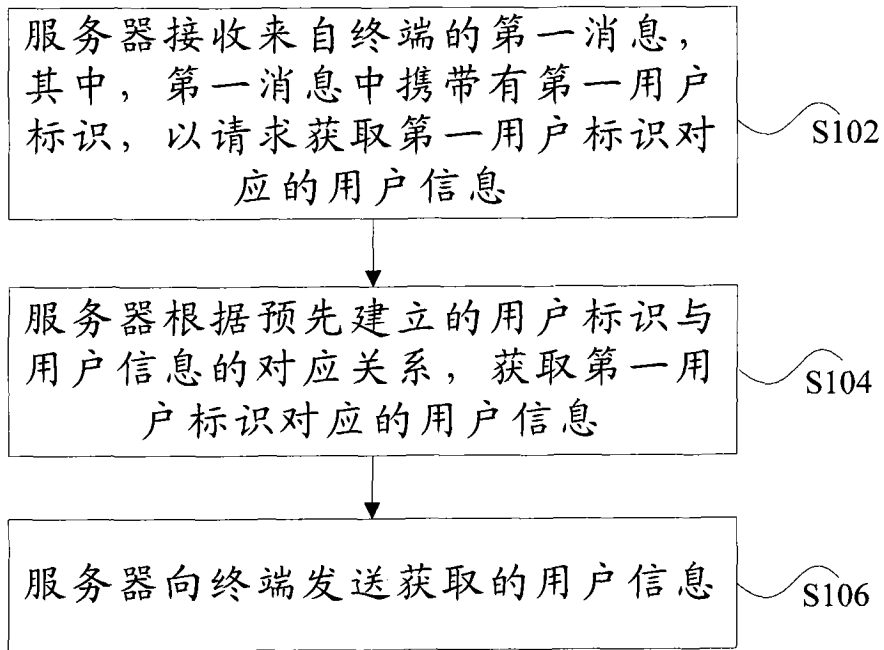 服务器接收来自终端的第一消息，
其中，第一消息中携带有第一用户
标识，以请求获取第一用户标识对
应的用户信息
S102
服务器根据预先建立的用户标识与
用户信息的对应关系，获取第一用
户标识对应的用户信息
S104
服务器向终端发送获取的用户信息
S106